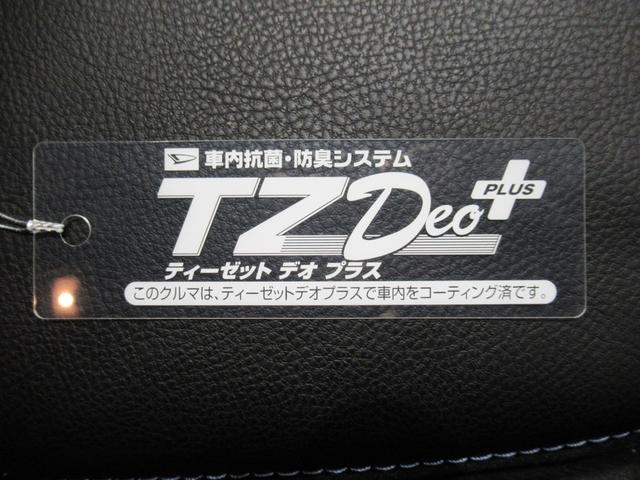 車内抗菌・防臭システム
TZ Deo PLUS
ティーゼット デオ プラス
このクルマは、ティーゼットデオプラスで車内をコーティング済です。